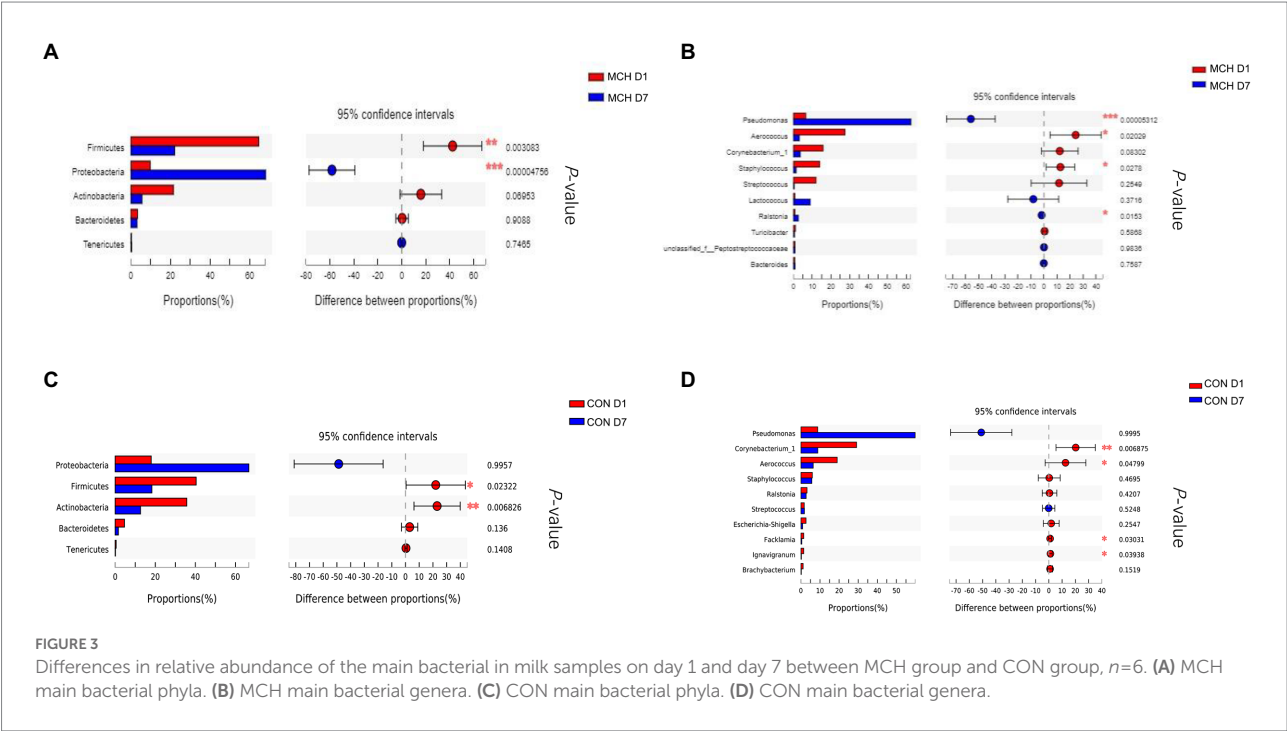 A
MCH D1
MCH D7
95% confidence intervals
Firmicutes
** 0.003083
Proteobacteria
*** 0.00004756
Actinobacteria
0.06953
Bacteroidetes
0.9088
Tenericutes
0.7465
P-value
0 20 40 60
-80 -60 -40 -20 0 20 40 60
Proportions(%)
Difference between proportions(%)
B
MCH D1
MCH D7
95% confidence intervals
Pseudomonas
*** 0.00005312
Aerococcus
* 0.02029
Corynebacterium_1
0.08302
Staphylococcus
* 0.0278
Streptococcus
0.2549
Lactococcus
0.3716
Ralstonia
* 0.0153
Turicibacter
0.5868
unclassified_f__Peptostreptococcaceae
0.9836
Bacteroides
0.7587
P-value
0 10 20 30 40 50 60
-70 -60 -50 -40 -30 -20 -10 0 10 20 30 40
Proportions(%)
Difference between proportions(%)
C
CON D1
CON D7
95% confidence intervals
Proteobacteria
0.9957
Firmicutes
* 0.02322
Actinobacteria
** 0.006826
Bacteroidetes
0.136
Tenericutes
0.1408
P-value
0 10 20 30 40 50 60
-80 -70 -60 -50 -40 -30 -20 -10 0 10 20 30 40
Proportions(%)
Difference between proportions(%)
D
CON D1
CON D7
95% confidence intervals
Pseudomonas
0.9995
Corynebacterium_1
** 0.006875
Aerococcus
* 0.04799
Staphylococcus
0.4695
Ralstonia
0.4207
Streptococcus
0.5248
Escherichia-Shigella
0.2547
Facklamia
* 0.03031
Ignavigranum
* 0.03938
Brachybacterium
0.1519
P-value
0 10 20 30 40 50
-70 -60 -50 -40 -30 -20 -10 0 10 20 30 40
Proportions(%)
Difference between proportions(%)
FIGURE 3
Differences in relative abundance of the main bacterial in milk samples on day 1 and day 7 between MCH group and CON group, n=6. (A) MCH
main bacterial phyla. (B) MCH main bacterial genera. (C) CON main bacterial phyla. (D) CON main bacterial genera.